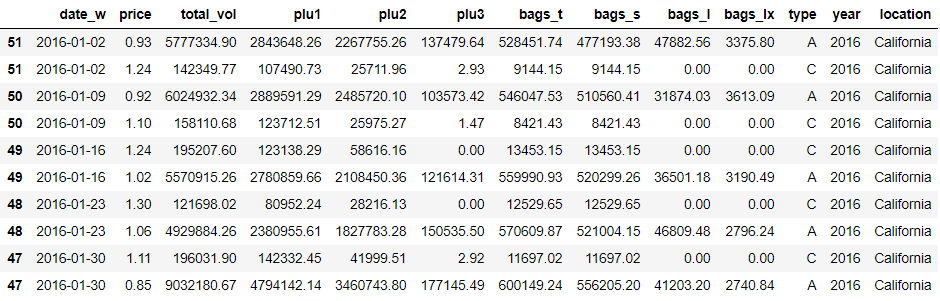 date_w price total_vol plu1 plu2 plu3 bags_t bags_s bags_l bags_lx type year location
51 2016-01-02 0.93 5777334.90 2843648.26 2267755.26 137479.64 528451.74 477193.38 47882.56 3375.80 A 2016 California
51 2016-01-02 1.24 142349.77 107490.73 25711.96 2.93 9144.15 9144.15 0.00 0.00 C 2016 California
50 2016-01-09 0.92 6024932.34 2889591.29 2485720.10 103573.42 546047.53 510560.41 31874.03 3613.09 A 2016 California
50 2016-01-09 1.10 158110.68 123712.51 25975.27 1.47 8421.43 8421.43 0.00 0.00 C 2016 California
49 2016-01-16 1.24 195207.60 123138.29 58616.16 0.00 13453.15 13453.15 0.00 0.00 C 2016 California
49 2016-01-16 1.02 5570915.26 2780859.66 2108450.36 121614.31 559990.93 520299.26 36501.18 3190.49 A 2016 California
48 2016-01-23 1.30 121698.02 80952.24 28216.13 0.00 12529.65 12529.65 0.00 0.00 C 2016 California
48 2016-01-23 1.06 4929884.26 2380955.61 1827783.28 150535.50 570609.87 521004.15 46809.48 2796.24 A 2016 California
47 2016-01-30 1.11 196031.90 142332.45 41999.51 2.92 11697.02 11697.02 0.00 0.00 C 2016 California
47 2016-01-30 0.85 9032180.67 4794142.14 3460743.80 177145.49 600149.24 556205.20 41203.20 2740.84 A 2016 California